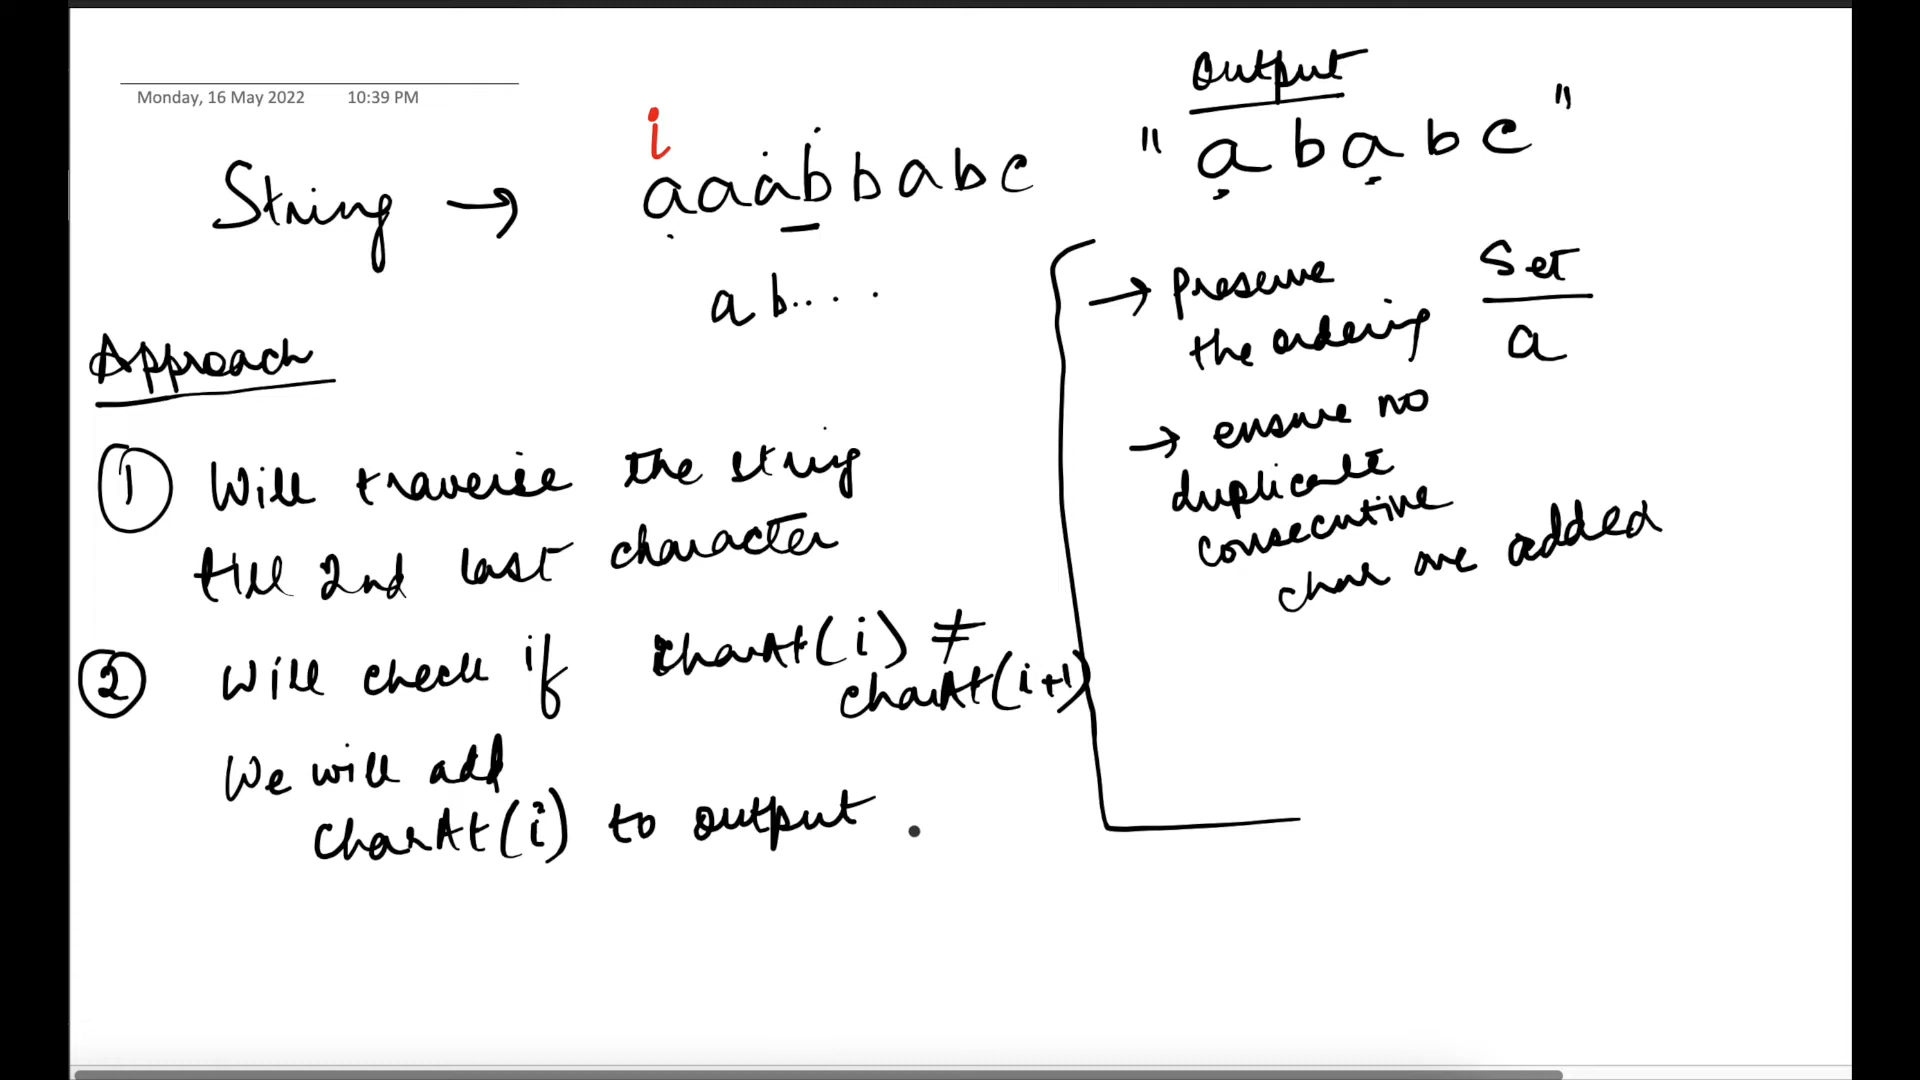 Monday, 16 May 2022 10:39 PM
i
String → aaabbabc
ab....
Output
"ababc"
Approach
① Will traverse the string
till 2nd last character
② Will check if charAt(i) ≠
charAt(i+1)
We will add
charAt(i) to output
→ Preserve
the ordering
→ ensure no
duplicate
consecutive
char are added
Set
a